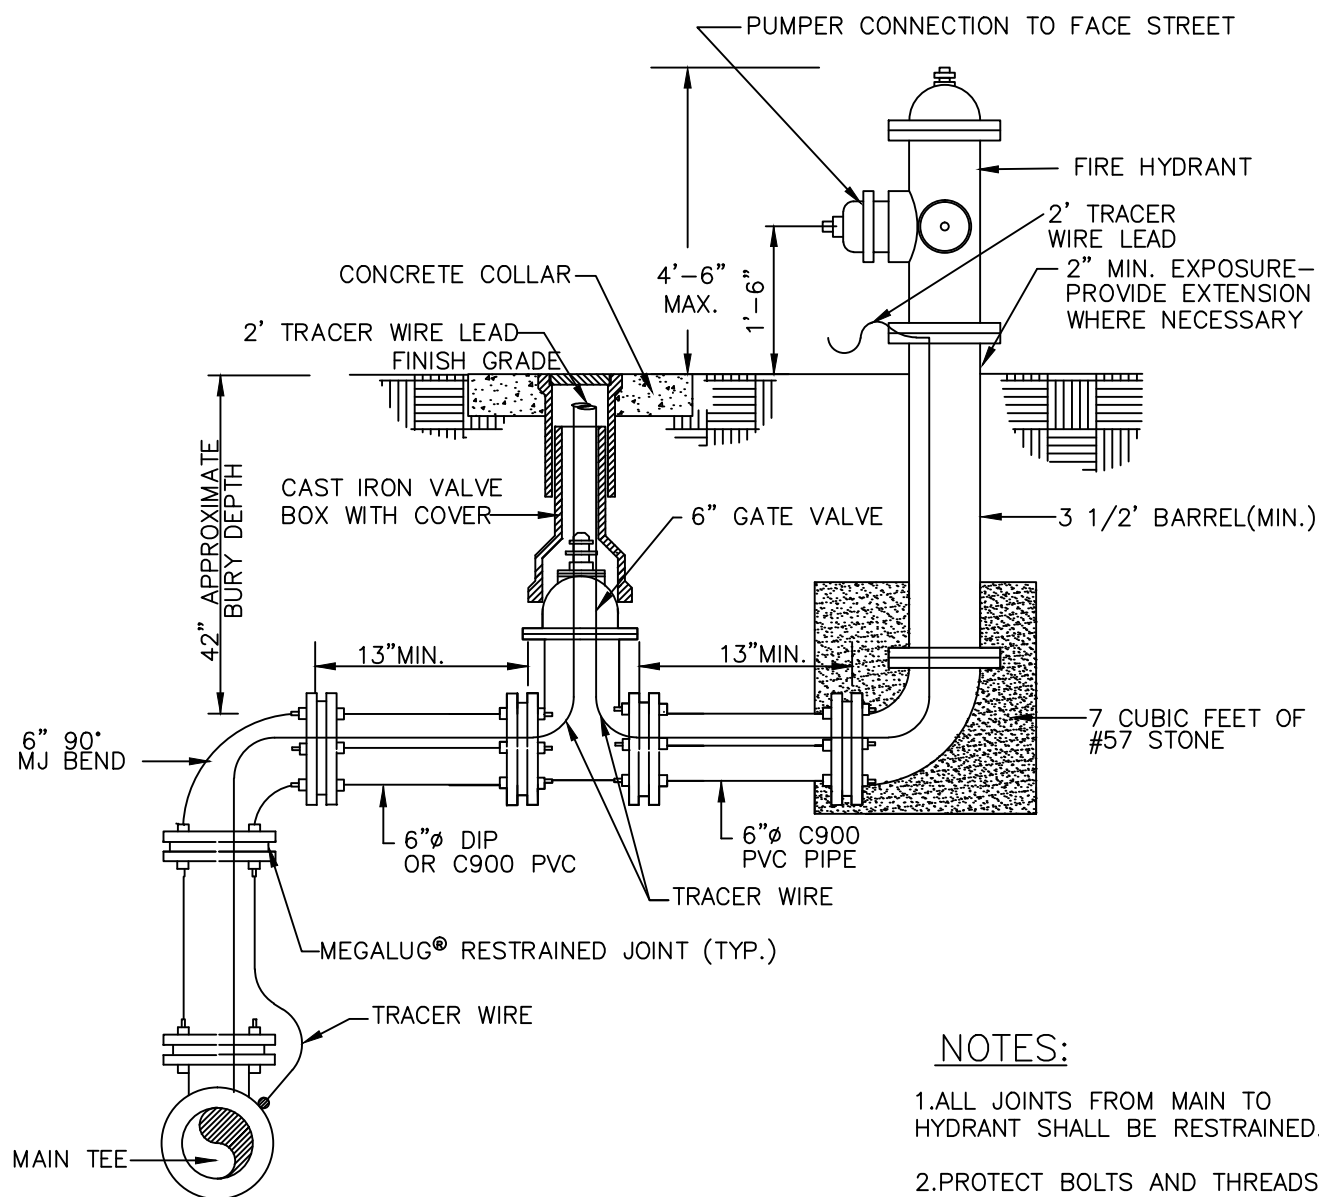 PUMPER CONNECTION TO FACE STREET
FIRE HYDRANT
2' TRACER
WIRE LEAD
4'-6"
MAX.
1'-6"
2" MIN. EXPOSURE-
PROVIDE EXTENSION
WHERE NECESSARY
CONCRETE COLLAR
2' TRACER WIRE LEAD
FINISH GRADE
42" APPROXIMATE
BURY DEPTH
CAST IRON VALVE
BOX WITH COVER
6" GATE VALVE
3 1/2' BARREL(MIN.)
13"MIN.
13"MIN.
7 CUBIC FEET OF
#57 STONE
6" 90°
MJ BEND
6"ø DIP
OR C900 PVC
6"ø C900
PVC PIPE
TRACER WIRE
MEGALUG® RESTRAINED JOINT (TYP.)
TRACER WIRE
MAIN TEE
NOTES:
1.ALL JOINTS FROM MAIN TO
HYDRANT SHALL BE RESTRAINED.
2.PROTECT BOLTS AND THREADS